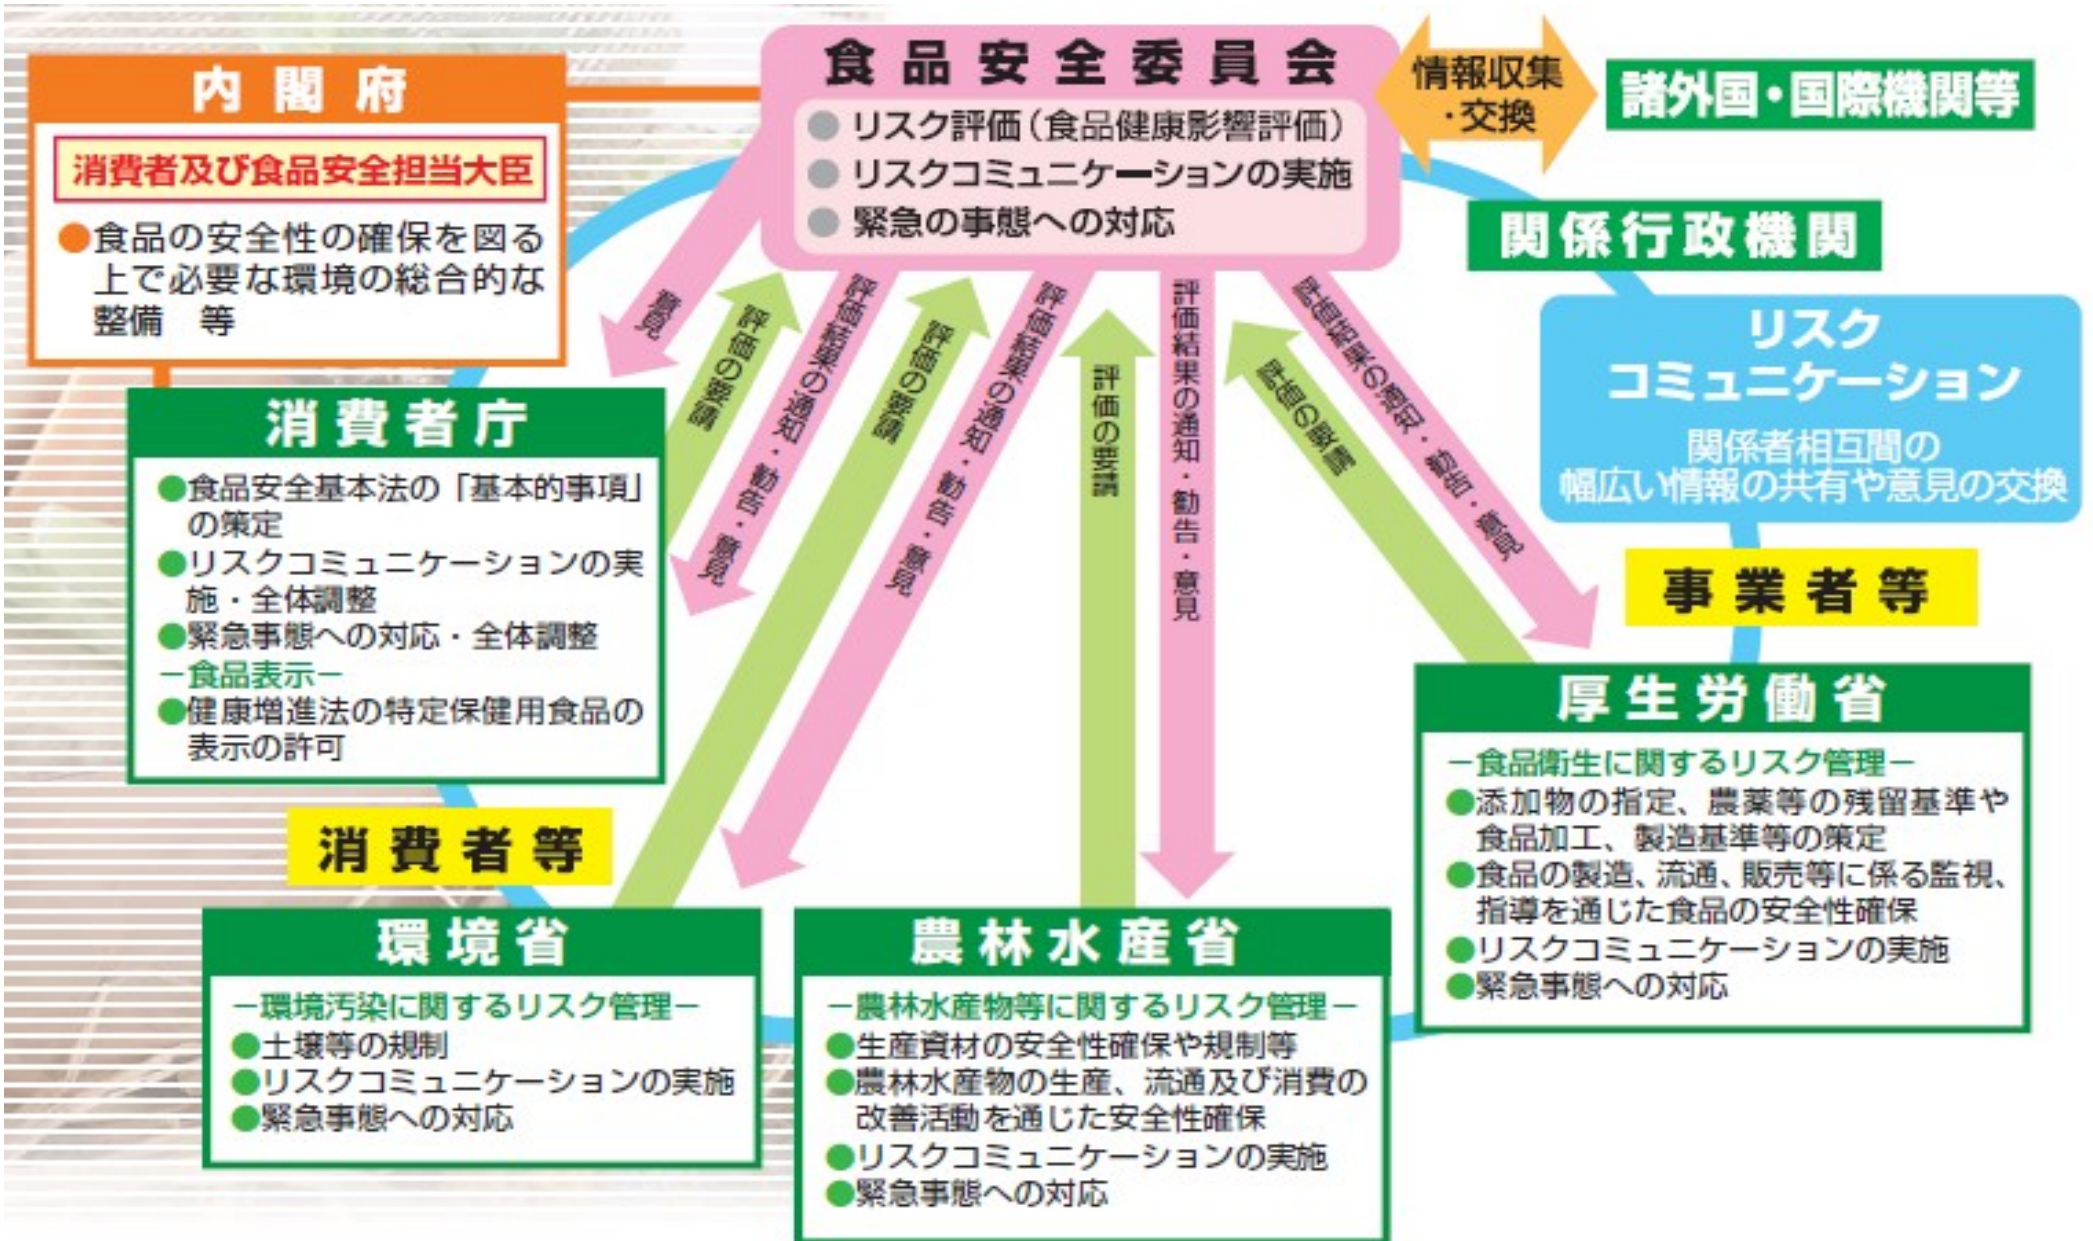 内閣府
消費者及び食品安全担当大臣
●食品の安全性の確保を図る
上で必要な環境の総合的な
整備　等
食品安全委員会
●リスク評価（食品健康影響評価）
●リスクコミュニケーションの実施
●緊急の事態への対応
情報収集
・交換
諸外国・国際機関等
関係行政機関
リスク
コミュニケーション
関係者相互間の
幅広い情報の共有や意見の交換
意見
評価の要請
評価結果の通知・勧告・意見
評価の要請
評価結果の通知・勧告・意見
評価の要請
評価結果の通知・勧告・意見
評価の要請
評価結果の通知・勧告・意見
消費者庁
●食品安全基本法の「基本的事項」
の策定
●リスクコミュニケーションの実
施・全体調整
●緊急事態への対応・全体調整
－食品表示－
●健康増進法の特定保健用食品の
表示の許可
事業者等
消費者等
厚生労働省
－食品衛生に関するリスク管理－
●添加物の指定、農薬等の残留基準や
食品加工、製造基準等の策定
●食品の製造、流通、販売等に係る監視、
指導を通じた食品の安全性確保
●リスクコミュニケーションの実施
●緊急事態への対応
環境省
－環境汚染に関するリスク管理－
●土壌等の規制
●リスクコミュニケーションの実施
●緊急事態への対応
農林水産省
－農林水産物等に関するリスク管理－
●生産資材の安全性確保や規制等
●農林水産物の生産、流通及び消費の
改善活動を通じた安全性確保
●リスクコミュニケーションの実施
●緊急事態への対応